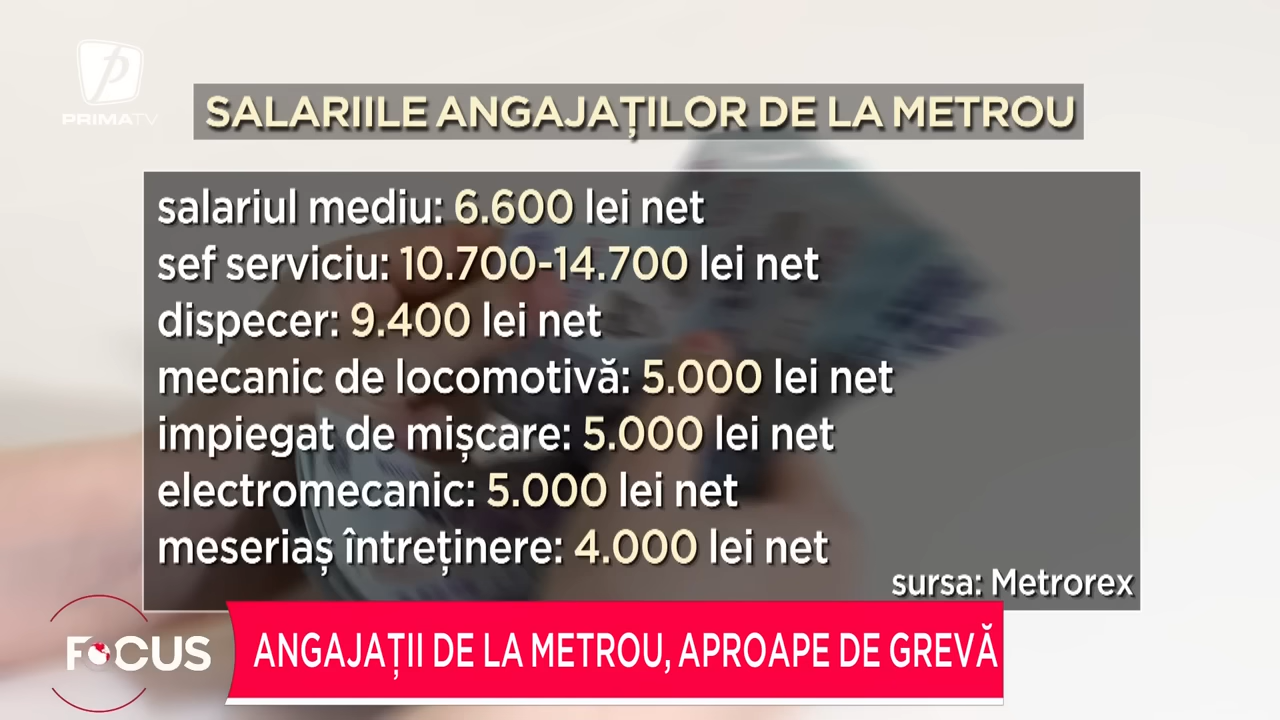 PRIMATV
SALARIILE ANGAJAȚILOR DE LA METROU
salariul mediu: 6.600 lei net
sef serviciu: 10.700-14.700 lei net
dispecer: 9.400 lei net
mecanic de locomotivă: 5.000 lei net
impiegat de mișcare: 5.000 lei net
electromecanic: 5.000 lei net
meseriaș întreținere: 4.000 lei net
sursa: Metrorex
FOCUS
ANGAJAȚII DE LA METROU, APROAPE DE GREVĂ